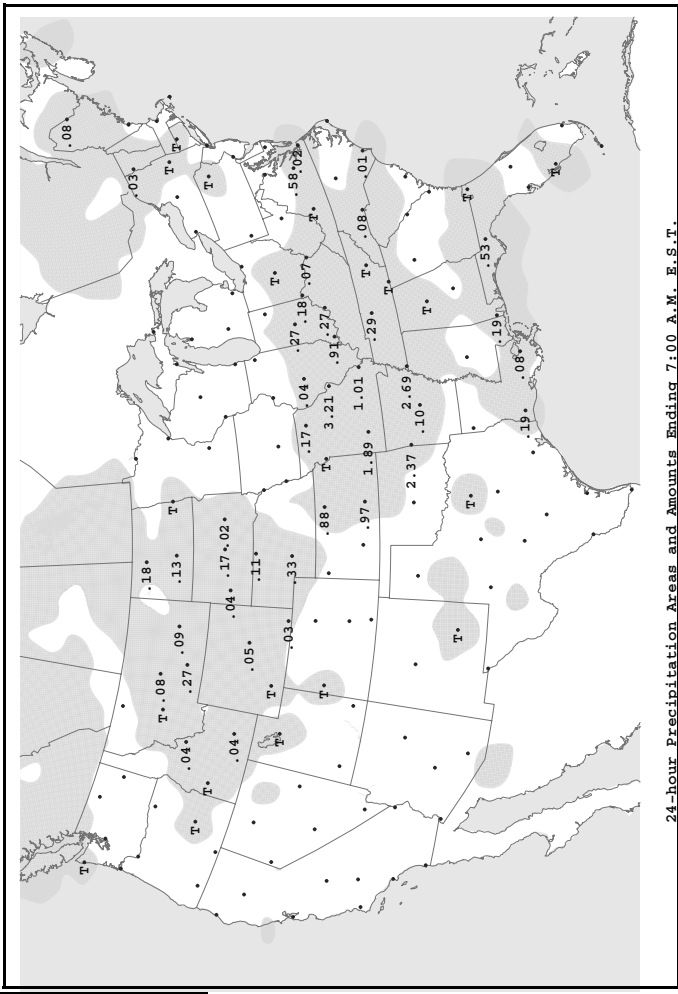 .08
T
.03
.18
T
.08
T
T
T
.13
.09
.27
.04
T
T
T
.17
.02
.04
.04
.05
.11
T
T
T
.03
.33
.58
.02
.27
.18
.07
.04
.17
T
T
.88
T
3.21
.27
.91
1.01
.01
.08
T
.29
1.89
.97
T
2.69
.10
2.37
T
T
T
T
.53
.19
.08
.19
T
24-hour Precipitation Areas and Amounts Ending 7:00 A.M. E.S.T.